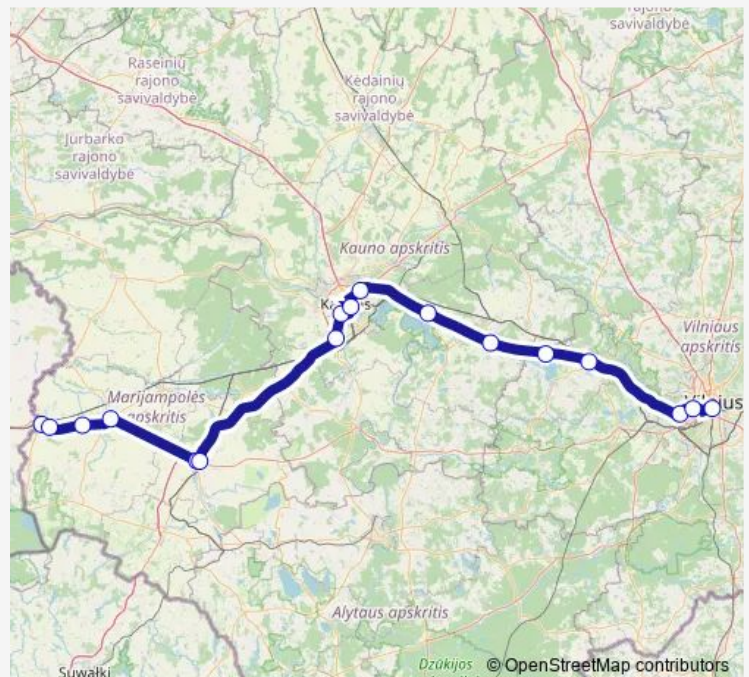 rajono
savivaldybė
Raseinių
rajono
savivaldybė
Kėdainių
rajono
savivaldybė
Jurbarko
rajono
savivaldybė
Kauno apskritis
Vilniaus
apskritis
Marijampolės
apskritis
Alytaus apskritis
Dzūkijos
Suwałki
© OpenStreetMap contributors